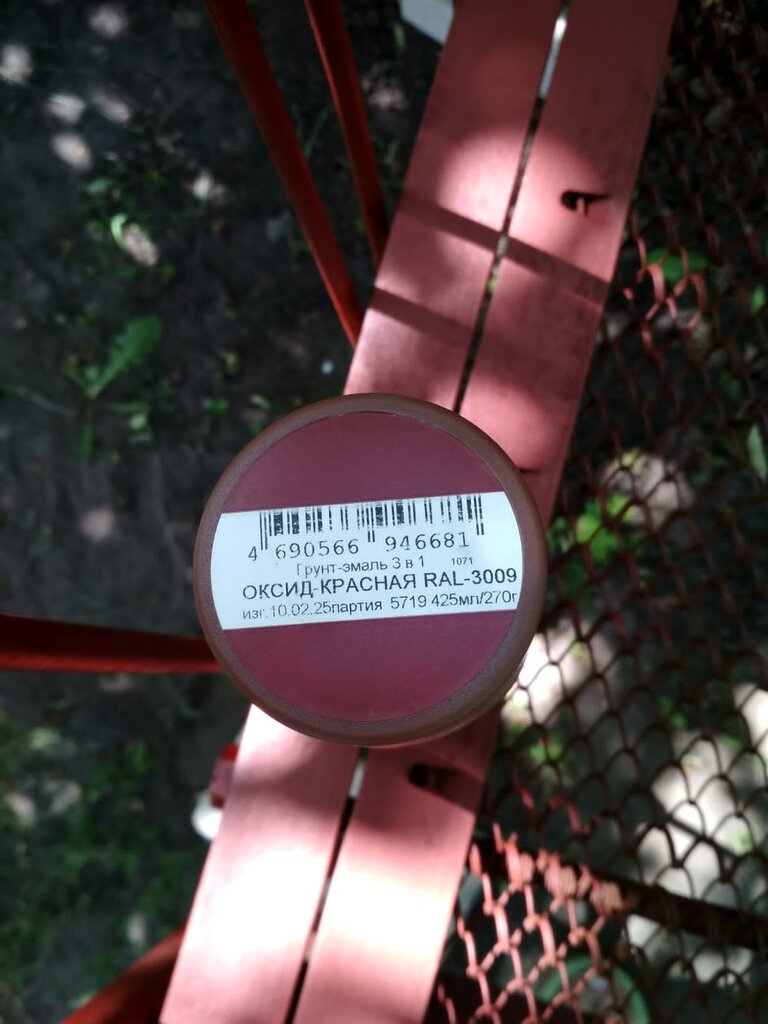 4 690566 946681
Грунт-эмаль 3 в 1 1071
ОКСИД-КРАСНАЯ RAL-3009
изг.10.02.25партия 5719 425мл/270г